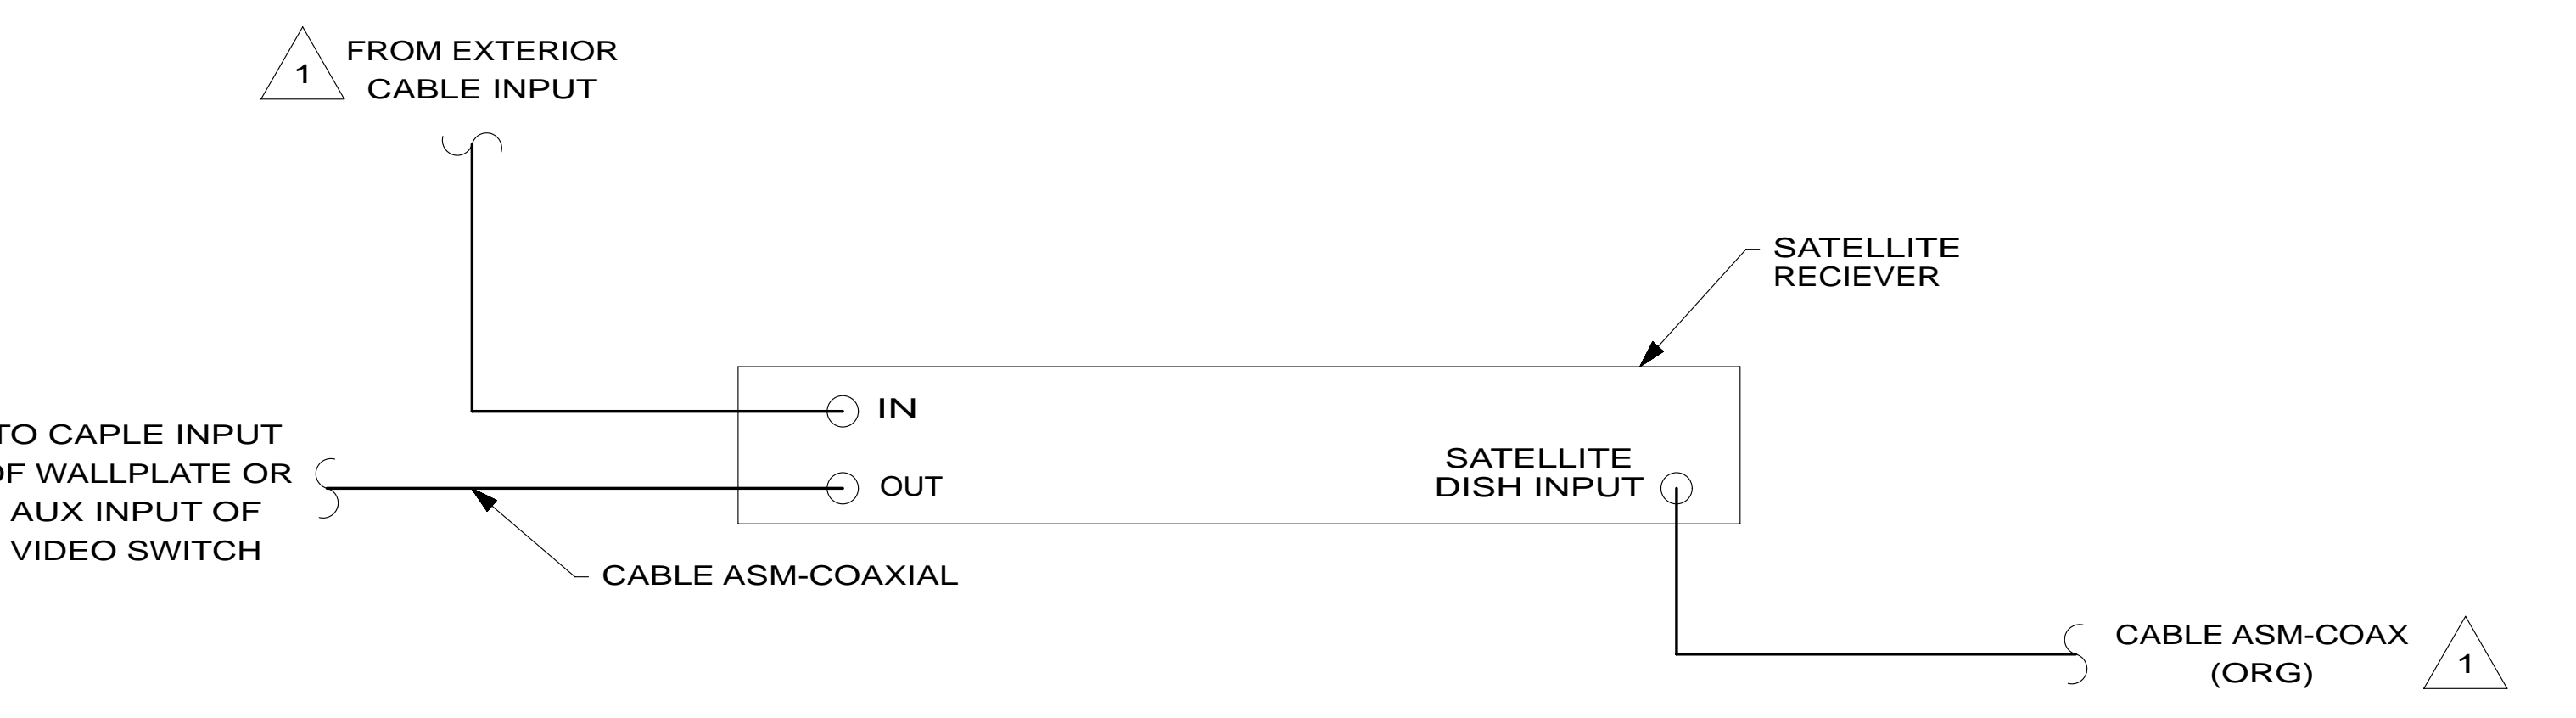 1
FROM EXTERIOR
CABLE INPUT
SATELLITE
RECIEVER
IN
TO CAPLE INPUT
OF WALLPLATE OR
AUX INPUT OF
VIDEO SWITCH
OUT
SATELLITE
DISH INPUT
CABLE ASM-COAXIAL
CABLE ASM-COAX
(ORG)
1